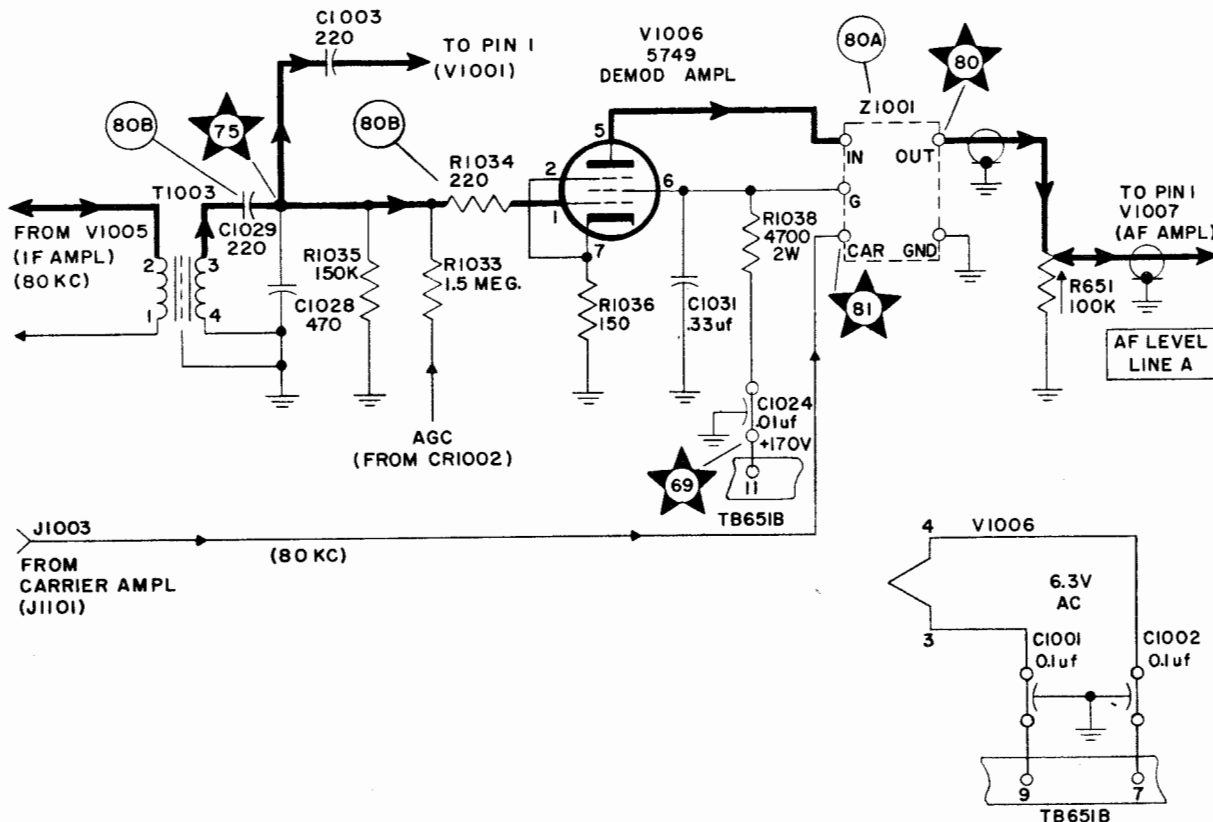 C1003
220
TO PIN 1
(V1001)
V1006
5749
DEMOD AMPL
80A
80
Z1001
80B
75
80B
5
IN
OUT
R1034
220
2
6
T1003
1
G
TO PIN 1
V1007
(AF AMPL)
FROM V1005
(IF AMPL)
(80 KC)
C1029
220
7
R1038
4700
2W
CAR
GND
2
3
R1035
150K
R1033
1.5 MEG.
R651
100K
1
4
C1028
470
R1036
150
C1031
.33uf
81
AF LEVEL
LINE A
C1024
.01uf
+170V
AGC
(FROM CR1002)
69
11
TB651B
J1003
(80 KC)
FROM
CARRIER AMPL
(J1101)
4
V1006
6.3V
AC
3
C1001
0.1uf
C1002
0.1uf
9
7
TB651B